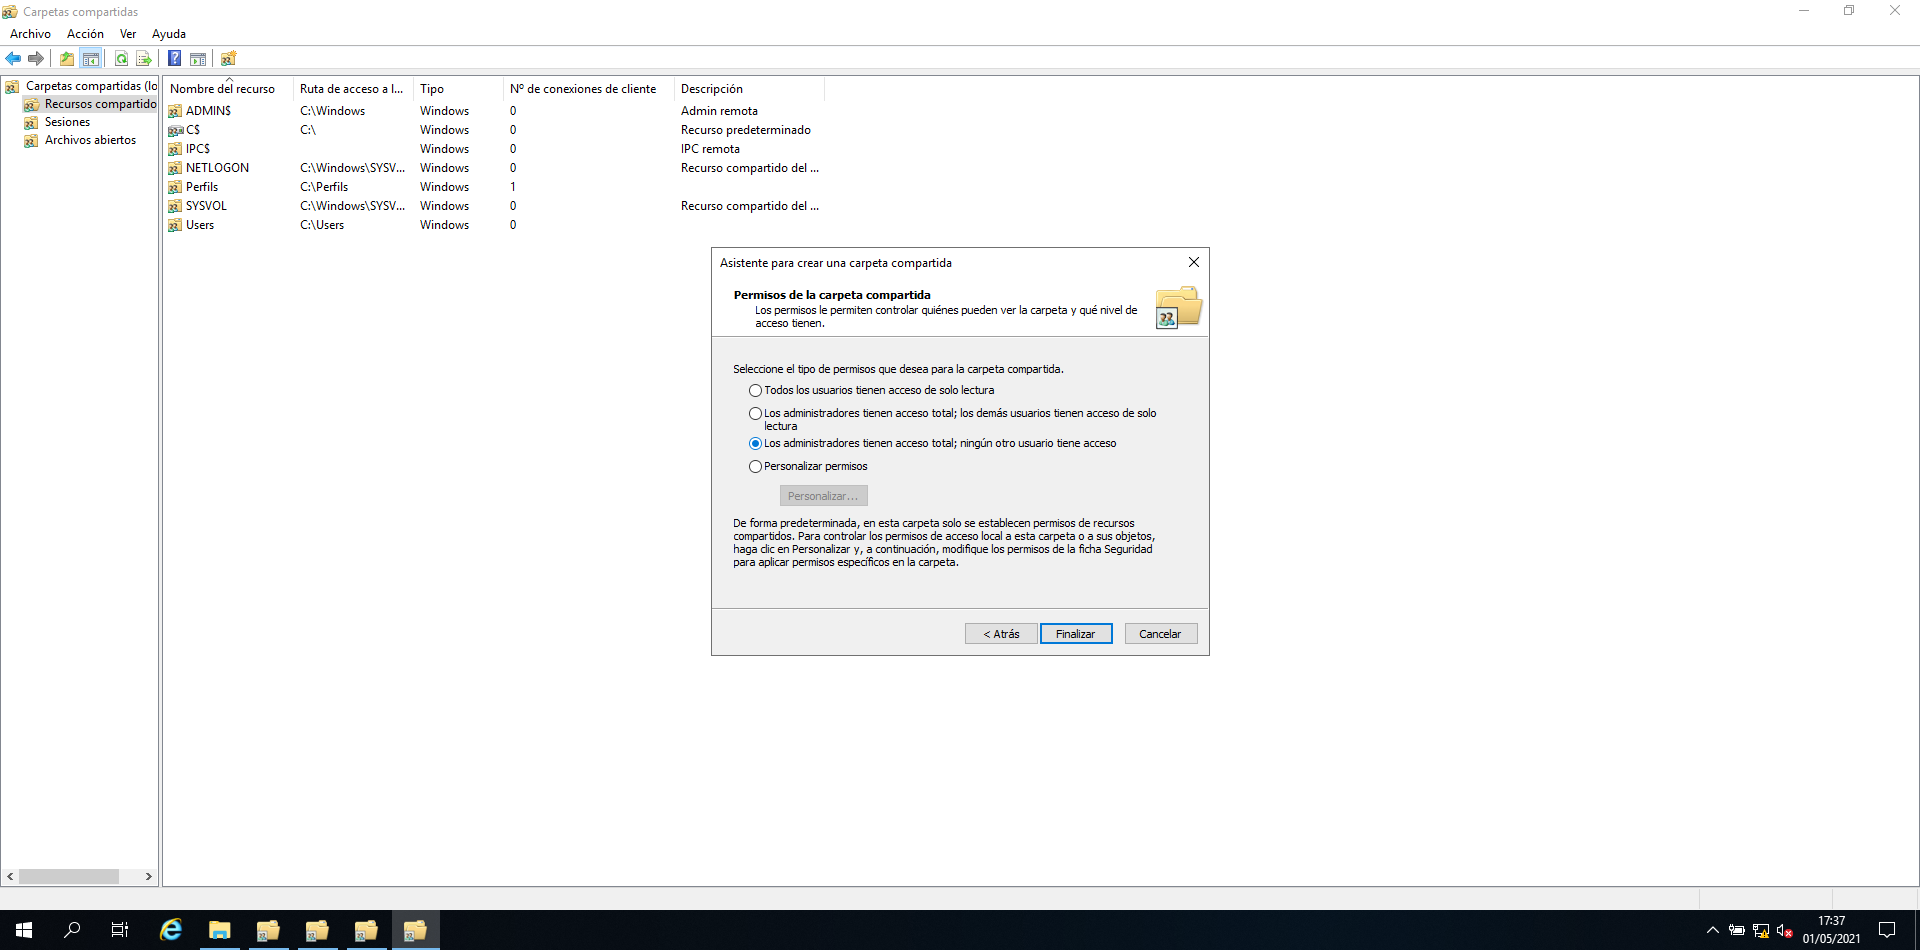 Carpetas compartidas
Archivo Acción Ver Ayuda
Carpetas compartidas (lo
Recursos compartido
Sesiones
Archivos abiertos
Nombre del recurso Ruta de acceso a l... Tipo Nº de conexiones de cliente Descripción
ADMIN$ C:\Windows Windows 0 Admin remota
C$ C:\ Windows 0 Recurso predeterminado
IPC$ Windows 0 IPC remota
NETLOGON C:\Windows\SYSV... Windows 0 Recurso compartido del ...
Perfils C:\Perfils Windows 1
SYSVOL C:\Windows\SYSV... Windows 0 Recurso compartido del ...
Users C:\Users Windows 0
Asistente para crear una carpeta compartida
Permisos de la carpeta compartida
Los permisos le permiten controlar quiénes pueden ver la carpeta y qué nivel de
acceso tienen.
Seleccione el tipo de permisos que desea para la carpeta compartida.
Todos los usuarios tienen acceso de solo lectura
Los administradores tienen acceso total; los demás usuarios tienen acceso de solo
lectura
Los administradores tienen acceso total; ningún otro usuario tiene acceso
Personalizar permisos
Personalizar...
De forma predeterminada, en esta carpeta solo se establecen permisos de recursos
compartidos. Para controlar los permisos de acceso local a esta carpeta o a sus objetos,
haga clic en Personalizar y, a continuación, modifique los permisos de la ficha Seguridad
para aplicar permisos específicos en la carpeta.
< Atrás Finalizar Cancelar
17:37
01/05/2021